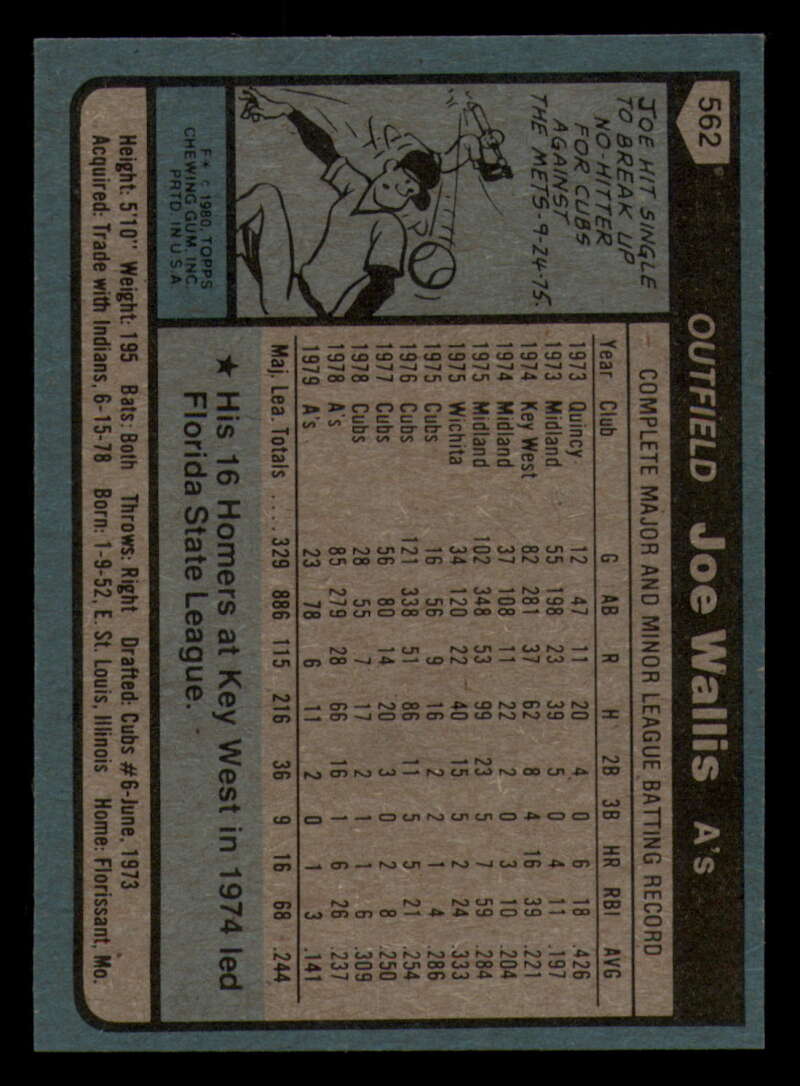 562
OUTFIELD Joe Wallis A's
JOE HIT SINGLE
TO BREAK UP
NO-HITTER
FOR CUBS
AGAINST
THE METS-9-24-75.
F* © 1980, TOPPS
CHEWING GUM, INC.
PRTD IN U.S.A
COMPLETE MAJOR AND MINOR LEAGUE BATTING RECORD
Year Club G AB R H 2B 3B HR RBI AVG
1973 Quincy 12 47 11 20 4 0 6 18 .426
1973 Midland 55 198 23 39 5 0 4 11 .197
1974 Key West 82 281 37 62 8 4 16 39 .221
1974 Midland 37 108 11 22 2 0 3 10 .204
1975 Midland 102 348 53 99 23 5 7 59 .284
1975 Wichita 34 120 22 40 15 5 2 24 .333
1975 Cubs 16 56 9 16 2 2 1 4 .286
1976 Cubs 121 338 51 86 11 5 5 21 .254
1977 Cubs 56 80 14 20 3 0 2 8 .250
1978 Cubs 28 55 7 17 2 1 1 6 .309
1978 A's 85 279 28 66 16 1 6 26 .237
1979 A's 23 78 6 11 2 0 1 3 .141
Maj. Lea. Totals .... 329 886 115 216 36 9 16 68 .244
★ His 16 Homers at Key West in 1974 led
Florida State League.
Height: 5'10" Weight: 195 Bats: Both Throws: Right Drafted: Cubs #6-June, 1973
Acquired: Trade with Indians, 6-15-78 Born: 1-9-52, E. St. Louis, Illinois Home: Florissant, Mo.